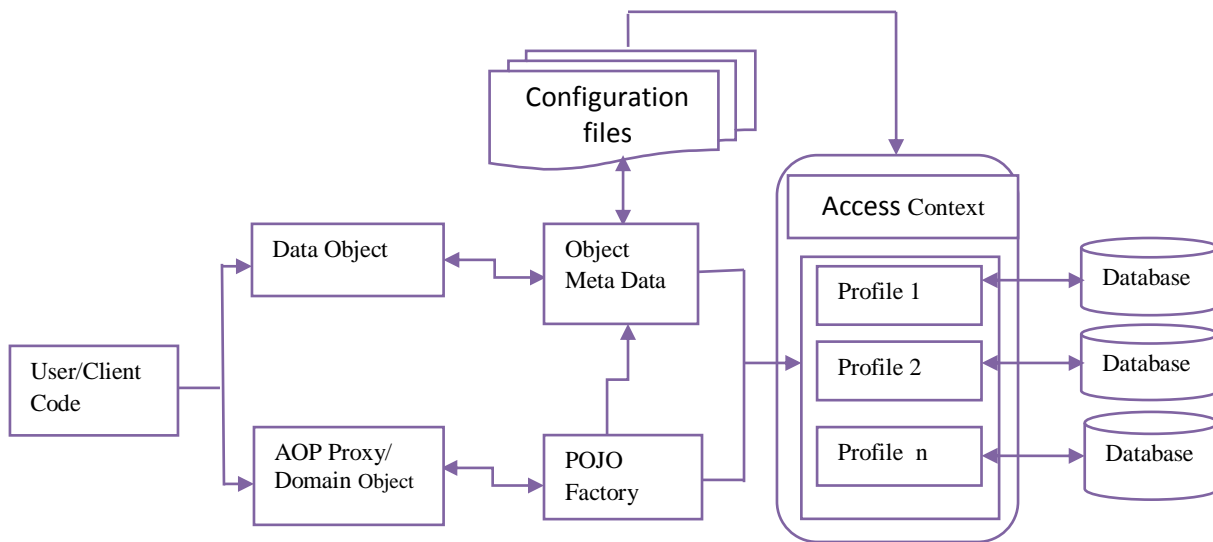 Configuration
files
Access Context
Data Object
Object
Meta Data
Profile 1
Database
User/Client
Code
Profile 2
Database
AOP Proxy/
Domain Object
POJO
Factory
Profile n
Database